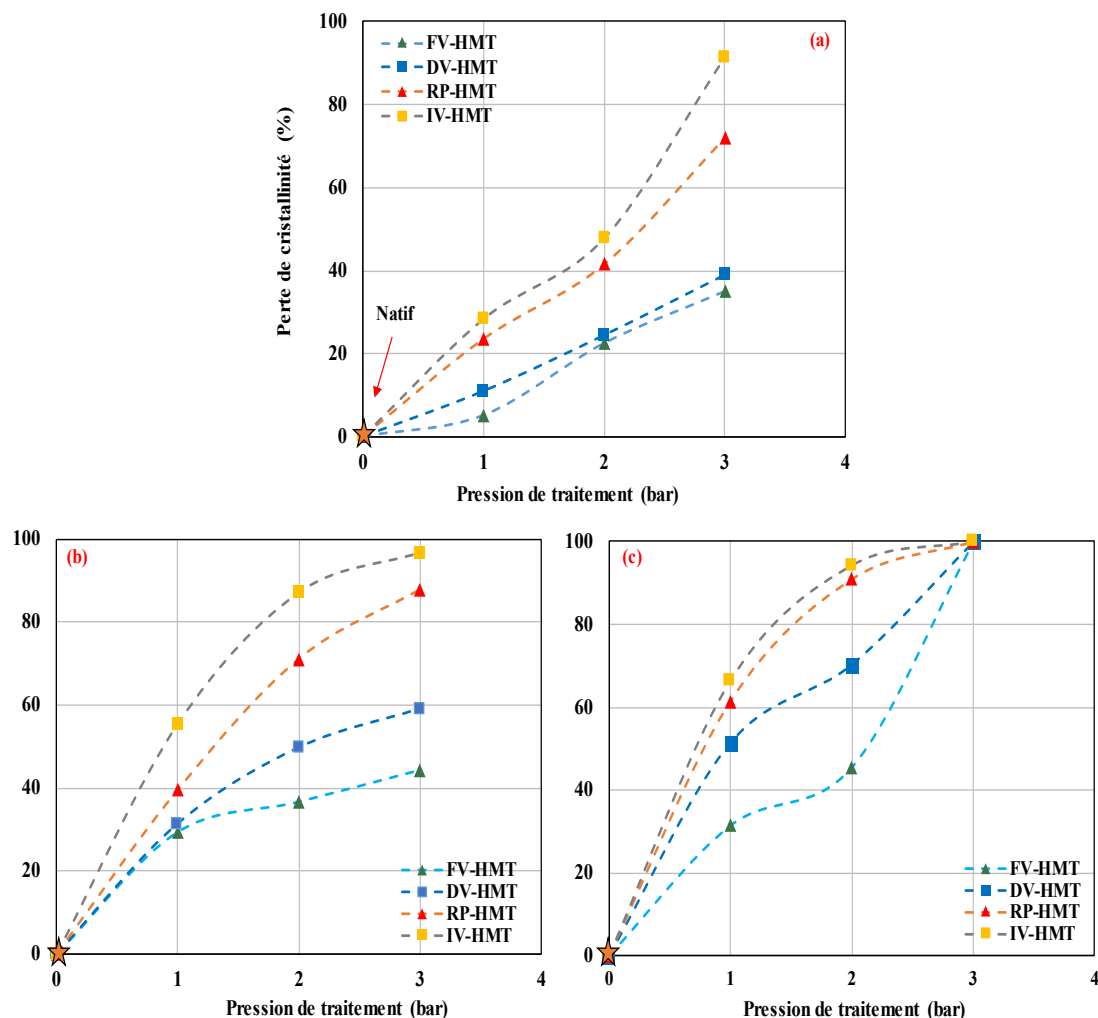 (a)
FV-HMT
DV-HMT
RP-HMT
IV-HMT
Perte de cristallinité (%)
100
80
60
40
20
0
Natif
0 1 2 3 4
Pression de traitement (bar)
(b)
100
80
60
40
20
0
FV-HMT
DV-HMT
RP-HMT
IV-HMT
0 1 2 3 4
Pression de traitement (bar)
(c)
100
80
60
40
20
0
FV-HMT
DV-HMT
RP-HMT
IV-HMT
0 1 2 3 4
Pression de traitement (bar)